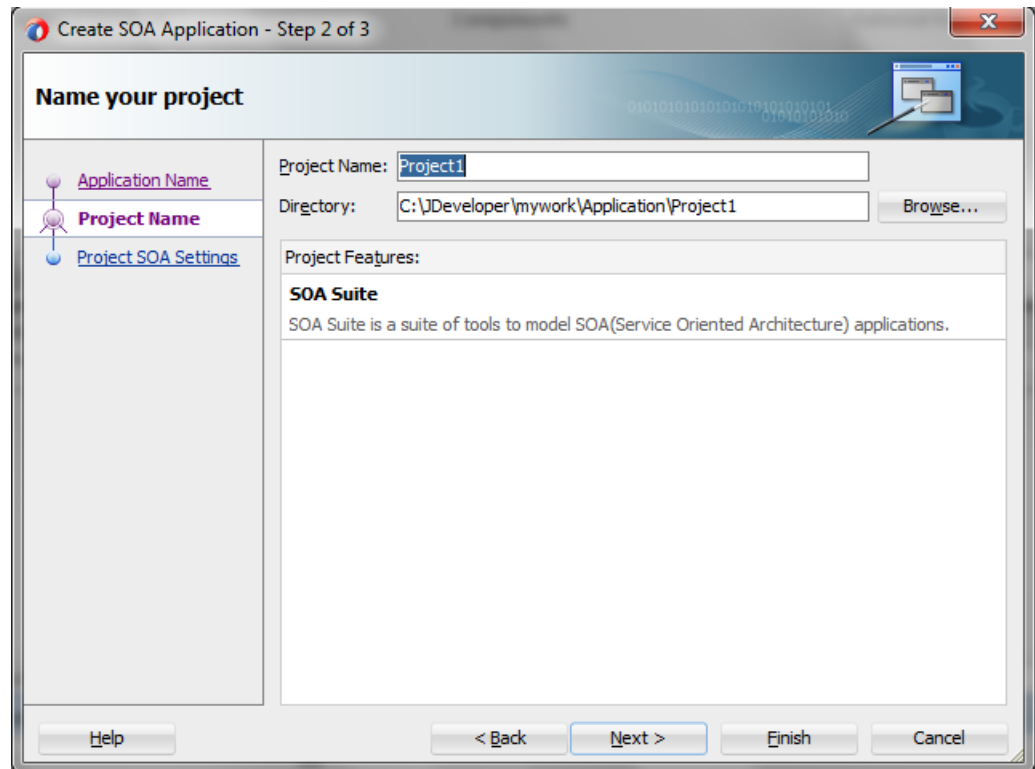 Create SOA Application - Step 2 of 3
Name your project
0101010101010101010101010101
01010101010
Application Name
Project Name
Project SOA Settings
Project Name: Project1
Directory: C:\JDeveloper\mywork\Application\Project1 Browse...
Project Features:
SOA Suite
SOA Suite is a suite of tools to model SOA(Service Oriented Architecture) applications.
Help < Back Next > Finish Cancel